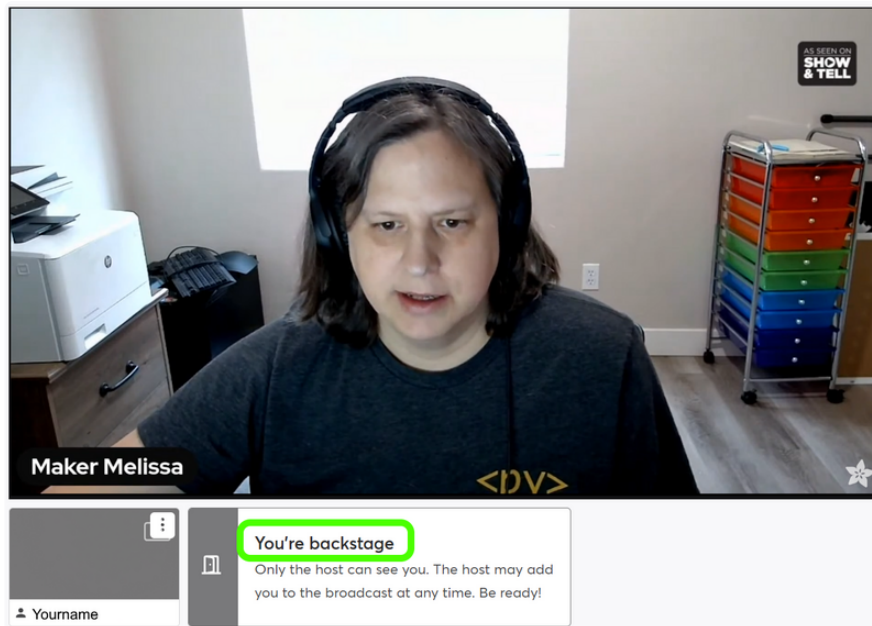 AS SEEN ON
SHOW
& TELL
Maker Melissa
<DV>
You're backstage
Only the host can see you. The host may add
you to the broadcast at any time. Be ready!
Yourname